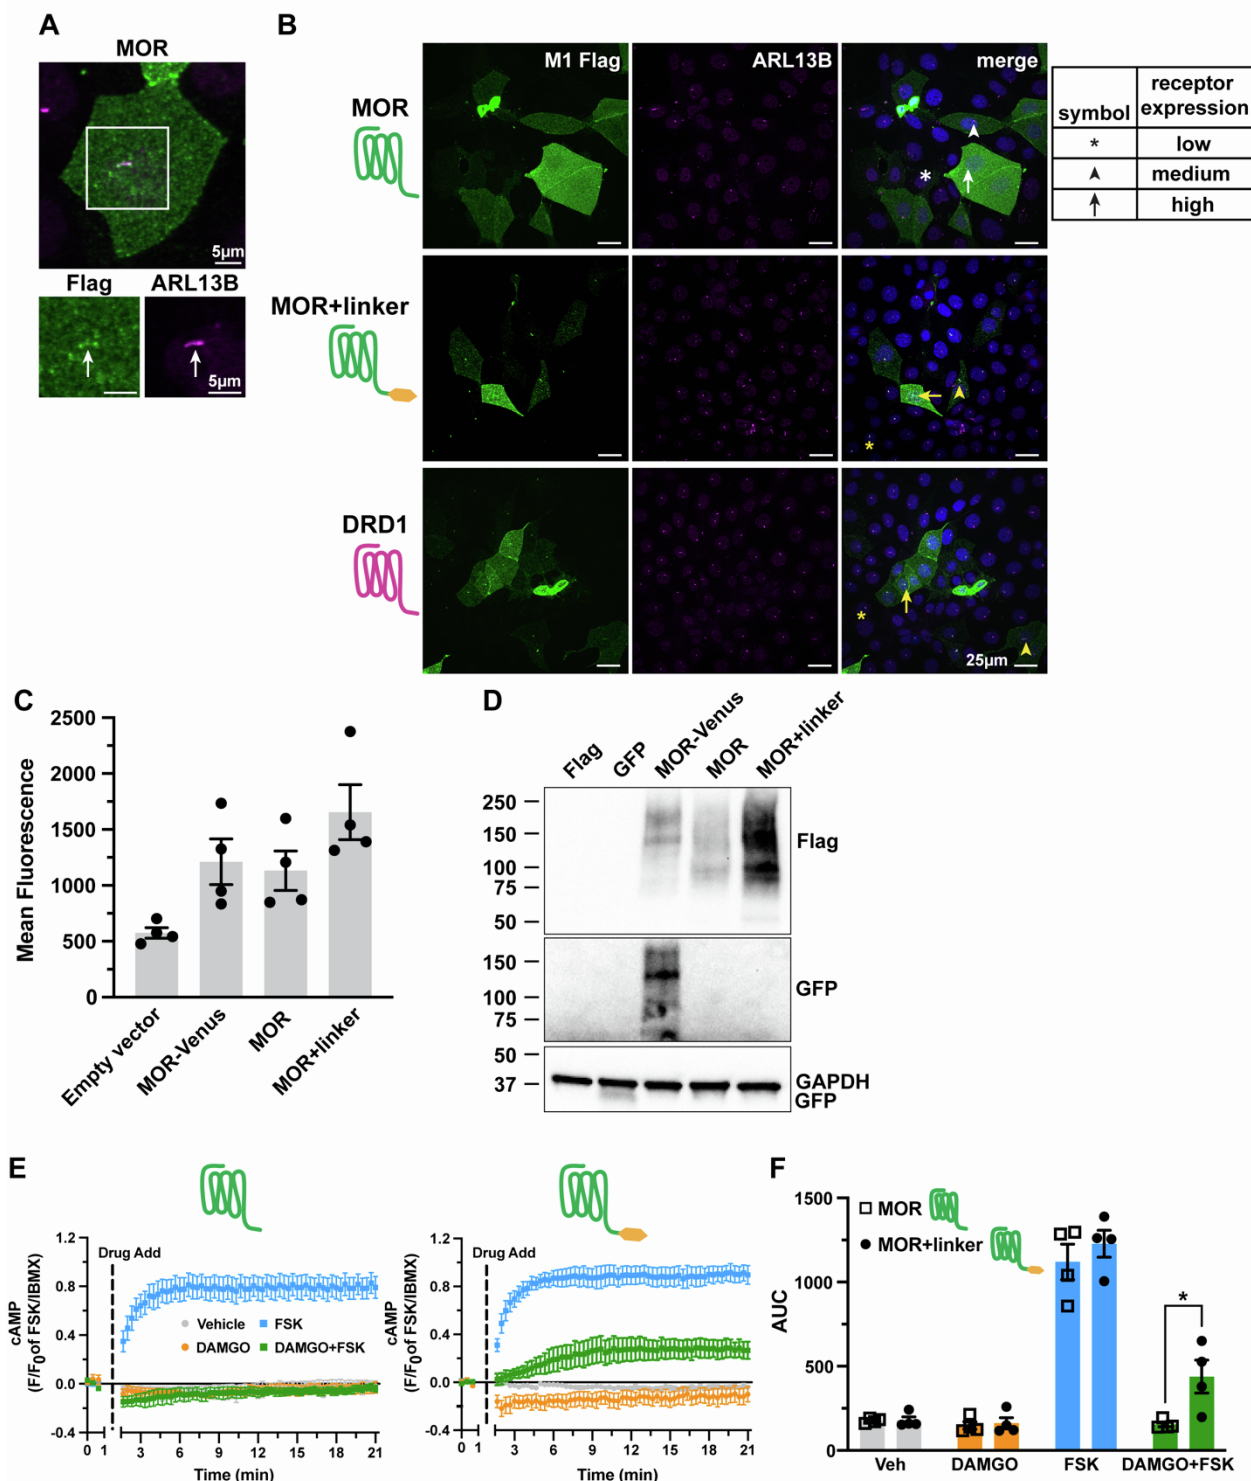 A
MOR
5µm
Flag
ARL13B
5µm
B
M1 Flag
ARL13B
merge
MOR
MOR+linker
DRD1
25µm
symbol
receptor
expression
*
low
medium
high
C
Mean Fluorescence
2500
2000
1500
1000
500
0
Empty vector
MOR-Venus
MOR
MOR+linker
D
Flag
GFP
MOR-Venus
MOR
MOR+linker
250
150
100
75
50
Flag
150
100
75
GFP
50
37
GAPDH
GFP
E
cAMP
(F/F0 of FSK/IBMX)
1.2
0.8
0.4
0.0
-0.4
Drug Add
Vehicle
FSK
DAMGO
DAMGO+FSK
0 1 3 6 9 12 15 18 21
Time (min)
cAMP
(F/F0 of FSK/IBMX)
1.2
0.8
0.4
0.0
-0.4
Drug Add
0 1 3 6 9 12 15 18 21
Time (min)
F
AUC
1500
1000
500
0
MOR
MOR+linker
*
Veh DAMGO FSK DAMGO+FSK